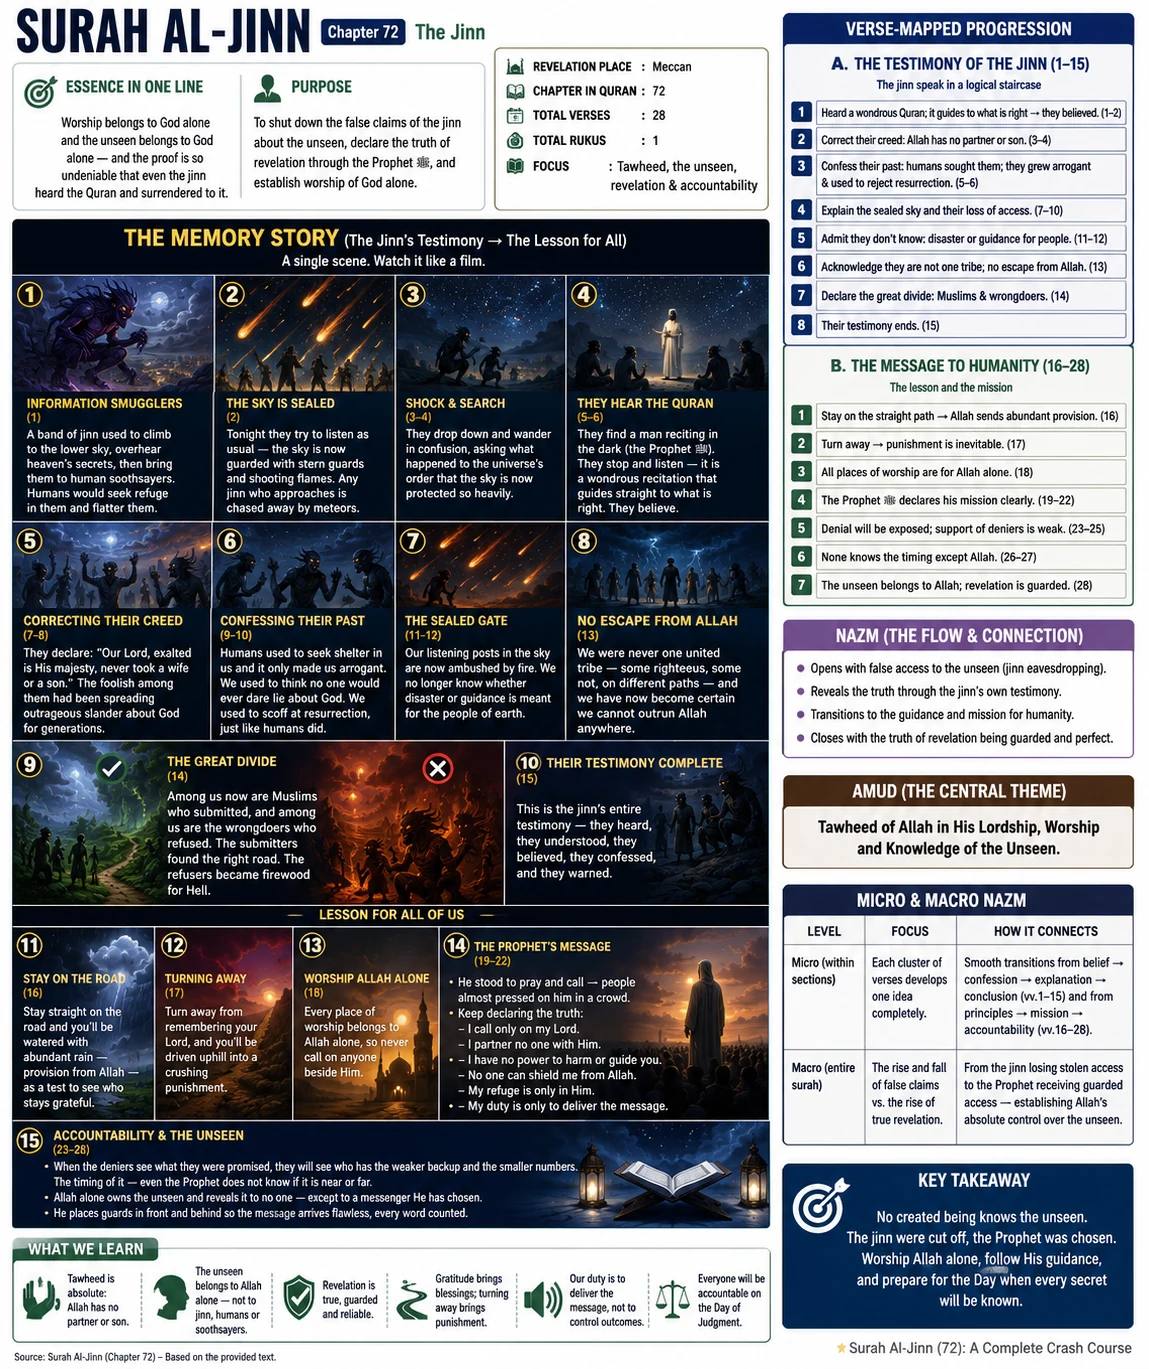 SURAH AL-JINN
Chapter 72
The Jinn
ESSENCE IN ONE LINE
Worship belongs to God alone
and the unseen belongs to God
alone — and the proof is so
undeniable that even the jinn
heard the Quran and surrendered to it.
PURPOSE
To shut down the false claims of the jinn
about the unseen, declare the truth of
revelation through the Prophet ﷺ, and
establish worship of God alone.
REVELATION PLACE : Meccan
CHAPTER IN QURAN : 72
TOTAL VERSES : 28
TOTAL RUKUS : 1
FOCUS : Tawheed, the unseen,
revelation & accountability
THE MEMORY STORY (The Jinn's Testimony → The Lesson for All)
A single scene. Watch it like a film.
1
INFORMATION SMUGGLERS
(1)
A band of jinn used to climb
to the lower sky, overhear
heaven's secrets, then bring
them to human soothsayers.
Humans would seek refuge
in them and flatter them.
2
THE SKY IS SEALED
(2)
Tonight they try to listen as
usual — the sky is now
guarded with stern guards
and shooting flames. Any
jinn who approaches is
chased away by meteors.
3
SHOCK & SEARCH
(3–4)
They drop down and wander
in confusion, asking what
happened to the universe's
order that the sky is now
protected so heavily.
4
THEY HEAR THE QURAN
(5–6)
They find a man reciting in
the dark (the Prophet ﷺ).
They stop and listen — it is
a wondrous recitation that
guides straight to what is
right. They believe.
5
CORRECTING THEIR CREED
(7–8)
They declare: "Our Lord, exalted
is His majesty, never took a wife
or a son." The foolish among
them had been spreading
outrageous slander about God
for generations.
6
CONFESSING THEIR PAST
(9–10)
Humans used to seek shelter in
us and it only made us arrogant.
We used to think no one would
ever dare lie about God. We
used to scoff at resurrection,
just like humans did.
7
THE SEALED GATE
(11–12)
Our listening posts in the sky
are now ambushed by fire. We
no longer know whether
disaster or guidance is meant
for the people of earth.
8
NO ESCAPE FROM ALLAH
(13)
We were never one united
tribe — some righteeus, some
not, on different paths — and
we have now become certain
we cannot outrun Allah
anywhere.
9
THE GREAT DIVIDE
(14)
Among us now are Muslims
who submitted, and among
us are the wrongdoers who
refused. The submitters
found the right road. The
refusers became firewood
for Hell.
10 THEIR TESTIMONY COMPLETE
(15)
This is the jinn's entire
testimony — they heard,
they understood, they
believed, they confessed,
and they warned.
LESSON FOR ALL OF US
11
STAY ON THE ROAD
(16)
Stay straight on the
road and you'll be
watered with
abundant rain —
provision from Allah —
as a test to see who
stays grateful.
12
TURNING AWAY
(17)
Turn away from
remembering your
Lord, and you'll be
driven uphill into a
crushing
punishment.
13
WORSHIP ALLAH ALONE
(18)
Every place of
worship belongs to
Allah alone, so never
call on anyone
beside Him.
14 THE PROPHET'S MESSAGE
(19–22)
• He stood to pray and call — people
almost pressed on him in a crowd.
• Keep declaring the truth:
– I call only on my Lord.
– I partner no one with Him.
• – I have no power to harm or guide you.
– No one can shield me from Allah.
– My refuge is only in Him.
• – My duty is only to deliver the message.
15 ACCOUNTABILITY & THE UNSEEN
(23–28)
• When the deniers see what they were promised, they will see who has the weaker backup and the smaller numbers.
The timing of it — even the Prophet does not know if it is near or far.
• Allah alone owns the unseen and reveals it to no one — except to a messenger He has chosen.
• He places guards in front and behind so the message arrives flawless, every word counted.
WHAT WE LEARN
Tawheed is
absolute:
Allah has no
partner or son.
The unseen
belongs to Allah
alone — not to
jinn, humans or
soothsayers.
Revelation is
true, guarded
and reliable.
Gratitude brings
blessings; turning
away brings
punishment.
Our duty is to
deliver the
message, not to
control outcomes.
Everyone will be
accountable on
the Day of
Judgment.
Source: Surah Al-Jinn (Chapter 72) – Based on the provided text.
VERSE-MAPPED PROGRESSION
A. THE TESTIMONY OF THE JINN (1–15)
The jinn speak in a logical staircase
1 Heard a wondrous Quran; it guides to what is right → they believed. (1–2)
2 Correct their creed: Allah has no partner or son. (3–4)
3 Confess their past: humans sought them; they grew arrogant
& used to reject resurrection. (5–6)
4 Explain the sealed sky and their loss of access. (7–10)
5 Admit they don't know: disaster or guidance for people. (11–12)
6 Acknowledge they are not one tribe; no escape from Allah. (13)
7 Declare the great divide: Muslims & wrongdoers. (14)
8 Their testimony ends. (15)
B. THE MESSAGE TO HUMANITY (16–28)
The lesson and the mission
1 Stay on the straight path → Allah sends abundant provision. (16)
2 Turn away → punishment is inevitable. (17)
3 All places of worship are for Allah alone. (18)
4 The Prophet ﷺ declares his mission clearly. (19–22)
5 Denial will be exposed; support of deniers is weak. (23–25)
6 None knows the timing except Allah. (26–27)
7 The unseen belongs to Allah; revelation is guarded. (28)
NAZM (THE FLOW & CONNECTION)
• Opens with false access to the unseen (jinn eavesdropping).
• Reveals the truth through the jinn's own testimony.
• Transitions to the guidance and mission for humanity.
• Closes with the truth of revelation being guarded and perfect.
AMUD (THE CENTRAL THEME)
Tawheed of Allah in His Lordship, Worship
and Knowledge of the Unseen.
MICRO & MACRO NAZM
LEVEL FOCUS HOW IT CONNECTS
Micro (within
sections)
Each cluster of
verses develops
one idea
completely.
Smooth transitions from belief →
confession → explanation →
conclusion (vv.1–15) and from
principles → mission →
accountability (vv.16–28).
Macro (entire
surah)
The rise and fall
of false claims
vs. the rise of
true revelation.
From the jinn losing stolen access
to the Prophet receiving guarded
access — establishing Allah's
absolute control over the unseen.
KEY TAKEAWAY
No created being knows the unseen.
The jinn were cut off, the Prophet was chosen.
Worship Allah alone, follow His guidance,
and prepare for the Day when every secret
will be known.
Surah Al-Jinn (72): A Complete Crash Course